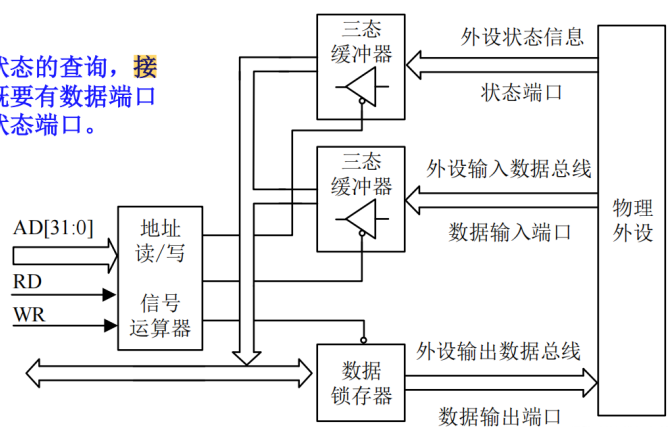 状态的查询，接
既要有数据端口
状态端口。
三态
缓冲器
外设状态信息
状态端口
三态
缓冲器
外设输入数据总线
数据输入端口
物理
外设
AD[31:0]
RD
WR
地址
读/写
信号
运算器
数据
锁存器
外设输出数据总线
数据输出端口